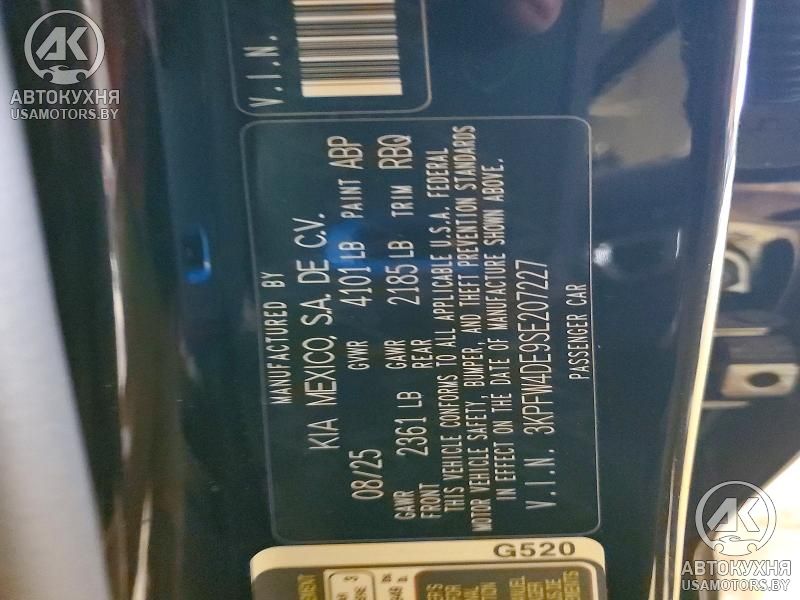 АВТОКУХНЯ
USAMOTORS.BY
V.I.N.
MANUFACTURED BY
KIA MEXICO, S.A. DE C.V.
08/25 GVWR 4101 LB PAINT ABP
GAWR FRONT 2361 LB GAWR REAR 2185 LB TRIM RBQ
THIS VEHICLE CONFORMS TO ALL APPLICABLE U.S.A. FEDERAL
MOTOR VEHICLE SAFETY, BUMPER, AND THEFT PREVENTION STANDARDS
IN EFFECT ON THE DATE OF MANUFACTURE SHOWN ABOVE.
V.I.N. 3KPFW4DE9SE207227
PASSENGER CAR
G520
АВТОКУХНЯ
USAMOTORS.BY